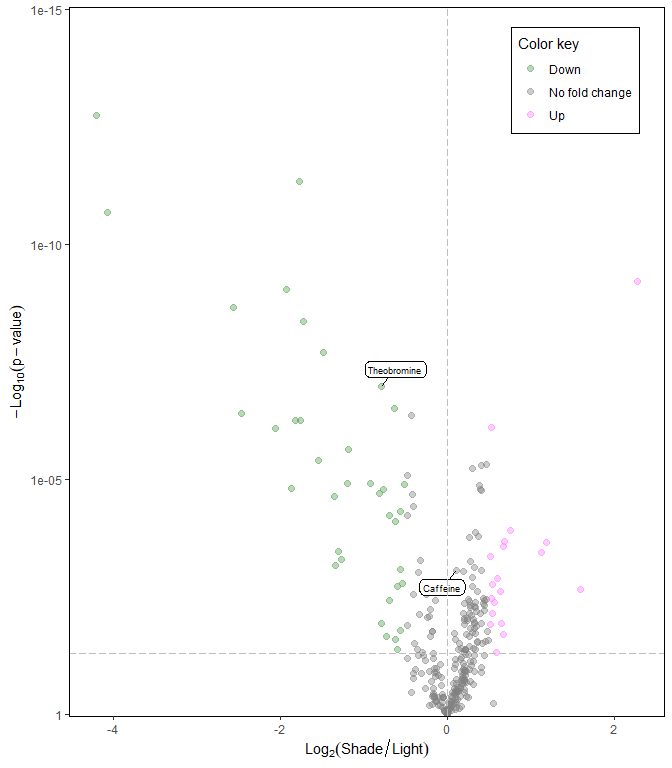 1e-15
Color key
Down
No fold change
Up
1e-10
−Log10(p−value)
Theobromine
1e-05
Caffeine
1
-4
-2
0
2
Log2(Shade/Light)